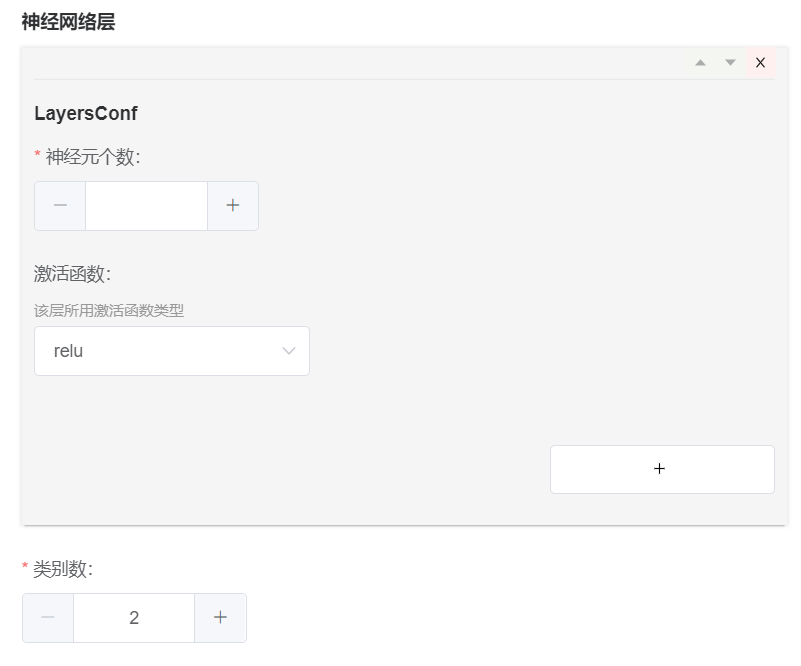 神经网络层
X
LayersConf
* 神经元个数:
− +
激活函数:
该层所用激活函数类型
relu
+
* 类别数:
− 2 +